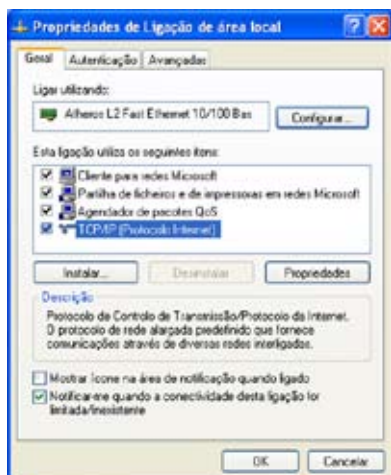 Propriedades de Ligação de área local
Geral Autenticação Avançadas
Ligar utilizando:
Atheros L2 Fast Ethernet 10/100 Bas
Configurar...
Esta ligação utiliza os seguintes itens:
Cliente para redes Microsoft
Partilha de ficheiros e de impressoras em redes Microsoft
Agendador de pacotes QoS
TCP/IP (Protocolo Internet)
Instalar... Desinstalar Propriedades
Descrição
Protocolo de Controlo de Transmissão/Protocolo da Internet.
O protocolo de rede alargada predefinido que fornece
comunicações através de diversas redes interligadas.
Mostrar ícone na área de notificação quando ligado
Notificar-me quando a conectividade desta ligação for
limitada/inexistente
OK Cancelar